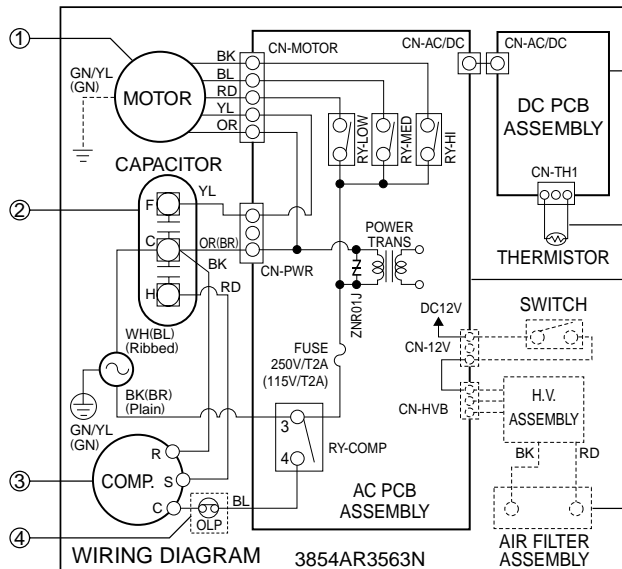 1
CN-MOTOR
CN-AC/DC
CN-AC/DC
GN/YL
(GN)
MOTOR
BK
BL
RD
YL
OR
RY-LOW
RY-MED
RY-HI
DC PCB
ASSEMBLY
CN-TH1
THERMISTOR
CAPACITOR
2
F
YL
C
OR(BR)
BK
H
RD
CN-PWR
POWER
TRANS
ZNR01J
WH(BL)
(Ribbed)
FUSE
250V/T2A
(115V/T2A)
DC12V
CN-12V
SWITCH
BK(BR)
(Plain)
GN/YL
(GN)
CN-HVB
H.V.
ASSEMBLY
BK
RD
3
4
RY-COMP
3
COMP.
R
S
C
BL
OLP
4
AC PCB
ASSEMBLY
AIR FILTER
ASSEMBLY
WIRING DIAGRAM
3854AR3563N